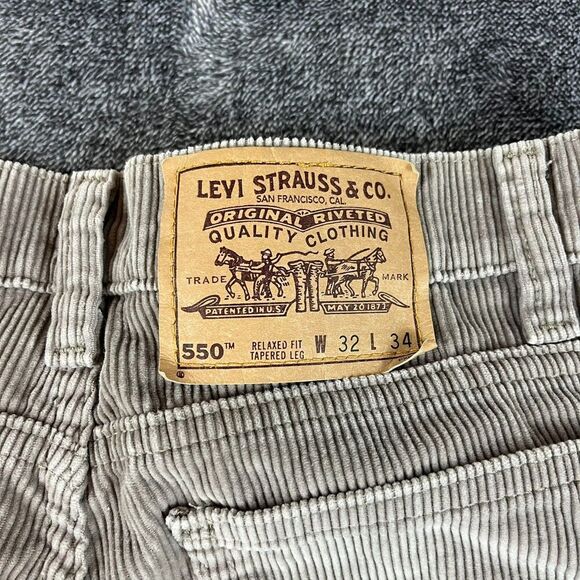 LEVI STRAUSS & CO.
SAN FRANCISCO, CAL.
ORIGINAL RIVETED
QUALITY CLOTHING
TRADE MARK
PATENTED IN U.S. MAY 20 1873
550™ RELAXED FIT W 32 L 34
TAPERED LEG
®